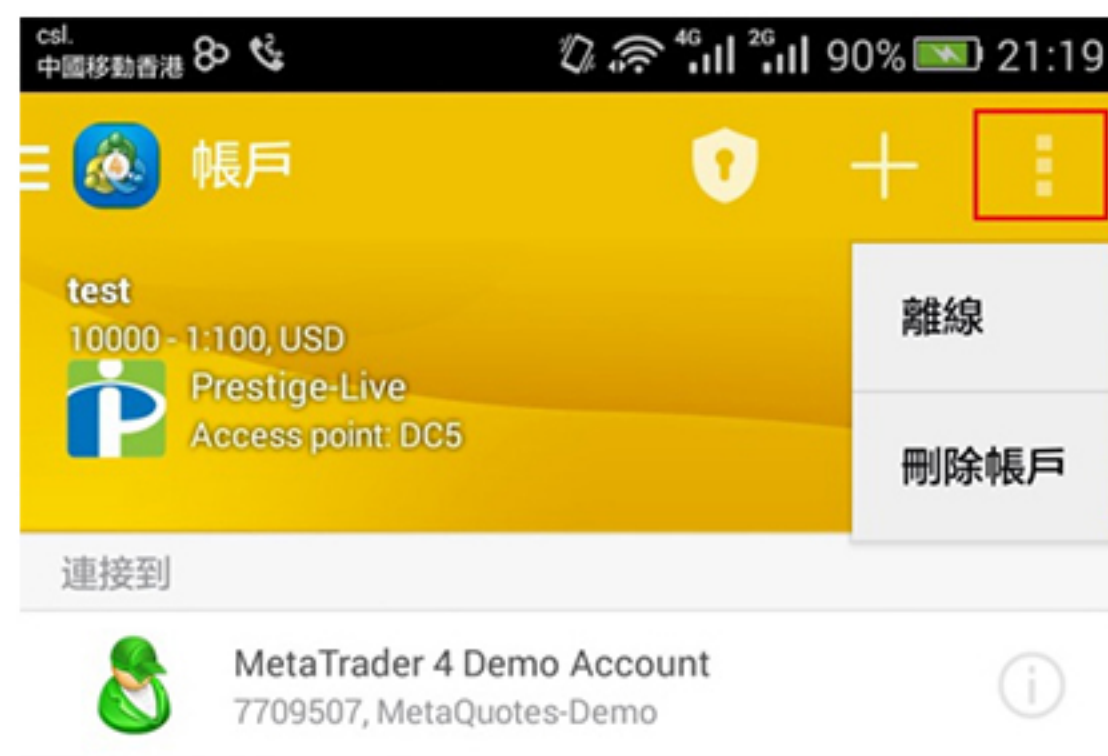 csl.
中國移動香港
4G 2G 90% 21:19
帳戶
test
10000 - 1:100, USD
Prestige-Live
Access point: DC5
離線
刪除帳戶
連接到
MetaTrader 4 Demo Account
7709507, MetaQuotes-Demo